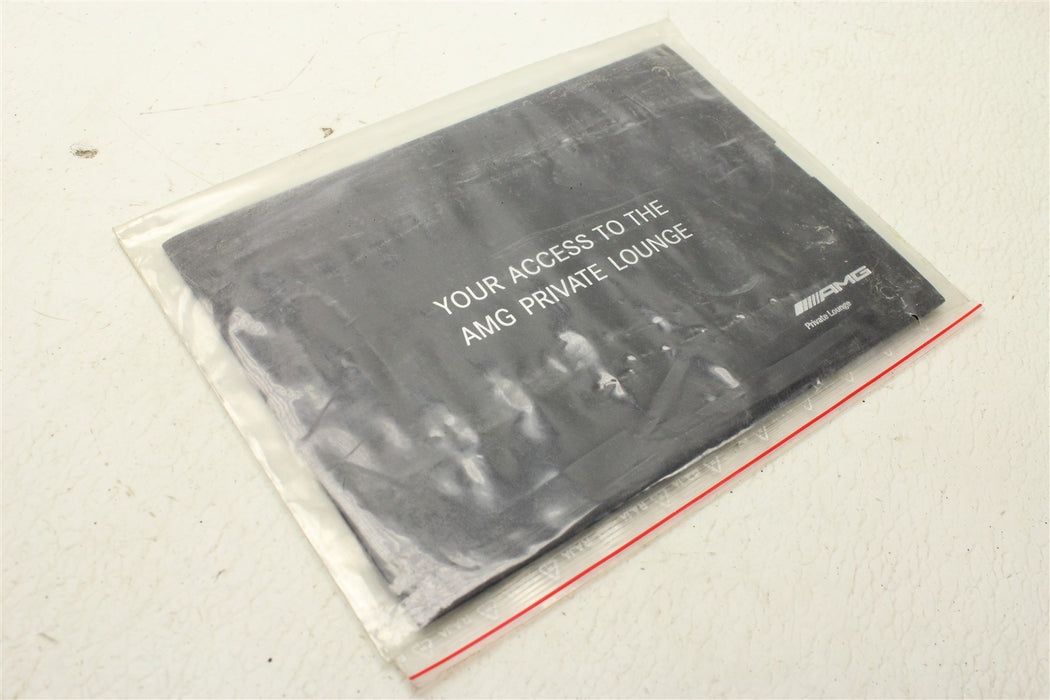 YOUR ACCESS TO THE
AMG PRIVATE LOUNGE
AMG
Private Lounge